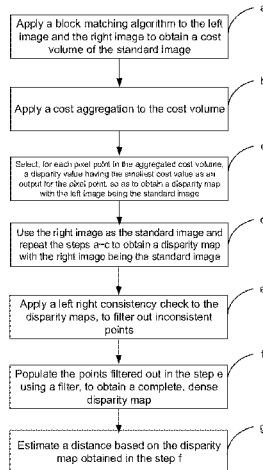 Apply a block matching algorithm to the left
image and the right image to obtain a cost
volume of the standard image
a
Apply a cost aggregation to the cost volume
b
Select, for each pixel point in the aggregated cost volume,
a disparity value having the smallest cost value as an
output for the pixel point, so as to obtain a disparity map
with the left image being the standard image
c
Use the right image as the standard image and
repeat the steps a~c to obtain a disparity map
with the right image being the standard image
d
Apply a left right consistency check to the
disparity maps, to filter out inconsistent
points
e
Populate the points filtered out in the step e
using a filter, to obtain a complete, dense
disparity map
f
Estimate a distance based on the disparity
map obtained in the step f
g